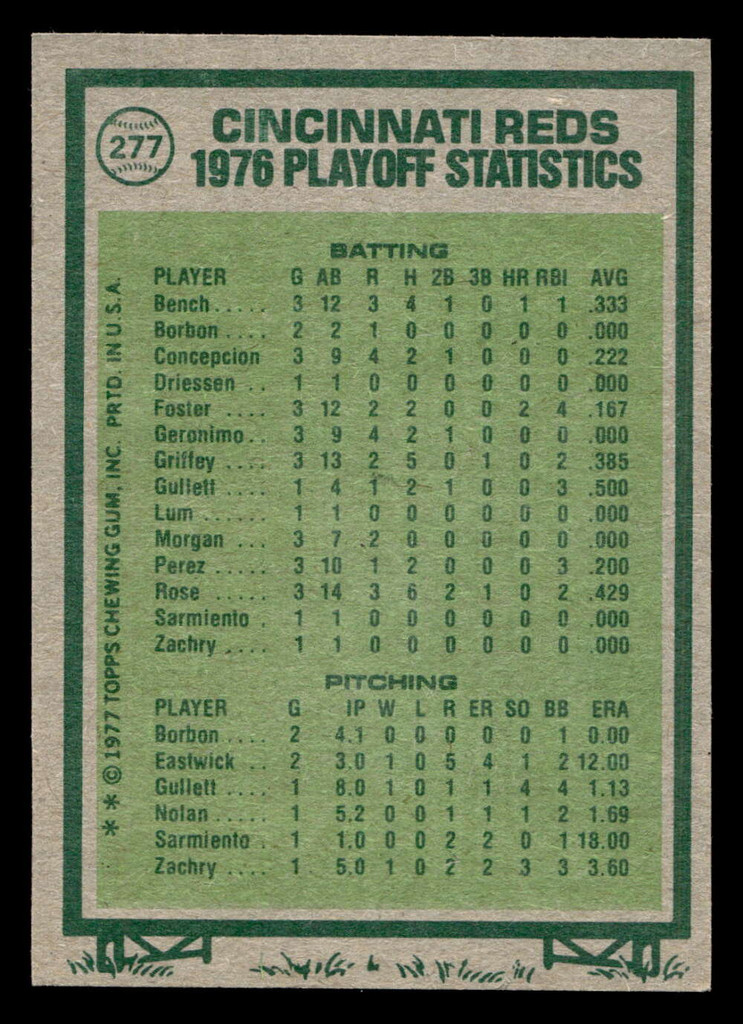 277
CINCINNATI REDS
1976 PLAYOFF STATISTICS
BATTING
PLAYER G AB R H 2B 3B HR RBI AVG
Bench ..... 3 12 3 4 1 0 1 1 .333
Borbon .... 2 2 1 0 0 0 0 0 .000
Concepcion 3 9 4 2 1 0 0 0 .222
Driessen .. 1 1 0 0 0 0 0 0 .000
Foster .... 3 12 2 2 0 0 2 4 .167
Geronimo .. 3 9 4 2 1 0 0 0 .000
Griffey .... 3 13 2 5 0 1 0 2 .385
Gullett .... 1 4 1 2 1 0 0 3 .500
Lum ...... 1 1 0 0 0 0 0 0 .000
Morgan ... 3 7 2 0 0 0 0 0 .000
Perez ..... 3 10 1 2 0 0 0 3 .200
Rose ..... 3 14 3 6 2 1 0 2 .429
Sarmiento . 1 1 0 0 0 0 0 0 .000
Zachry .... 1 1 0 0 0 0 0 0 .000
PITCHING
PLAYER G IP W L R ER SO BB ERA
Borbon .... 2 4.1 0 0 0 0 0 1 0.00
Eastwick .. 2 3.0 1 0 5 4 1 2 12.00
Gullett .... 1 8.0 1 0 1 1 4 4 1.13
Nolan ..... 1 5.2 0 0 1 1 1 2 1.69
Sarmiento . 1 1.0 0 0 2 2 0 1 18.00
Zachry .... 1 5.0 1 0 2 2 3 3 3.60
* * © 1977 TOPPS CHEWING GUM, INC. PRTD. IN U.S.A.